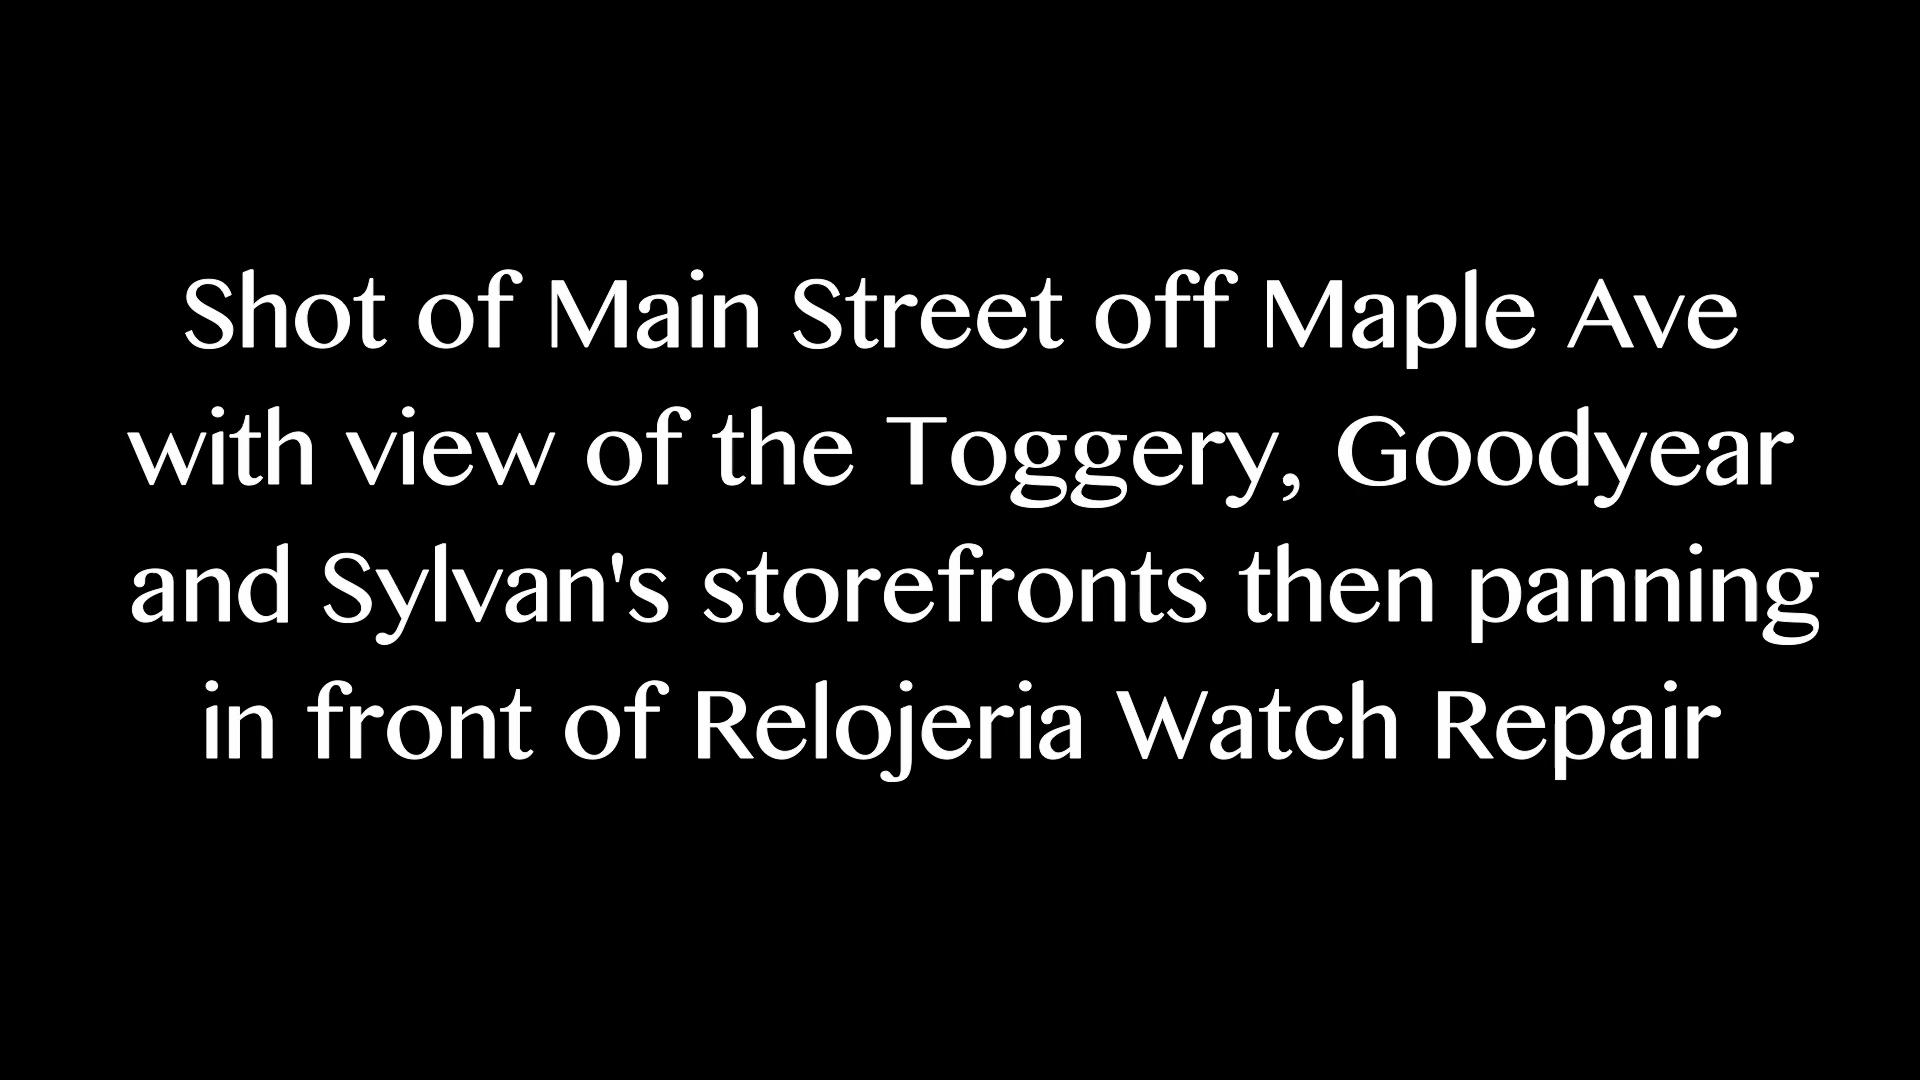 Shot of Main Street off Maple Ave
with view of the Toggery, Goodyear
and Sylvan's storefronts then panning
in front of Relojeria Watch Repair